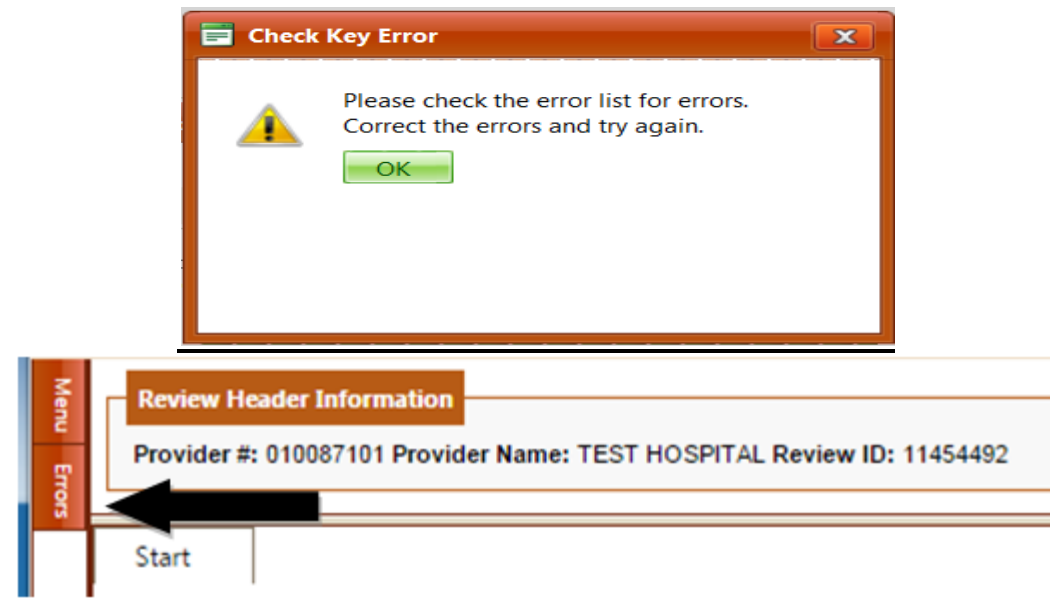 Check Key Error
Please check the error list for errors.
Correct the errors and try again.
OK
Menu
Errors
Review Header Information
Provider #: 010087101 Provider Name: TEST HOSPITAL Review ID: 11454492
Start